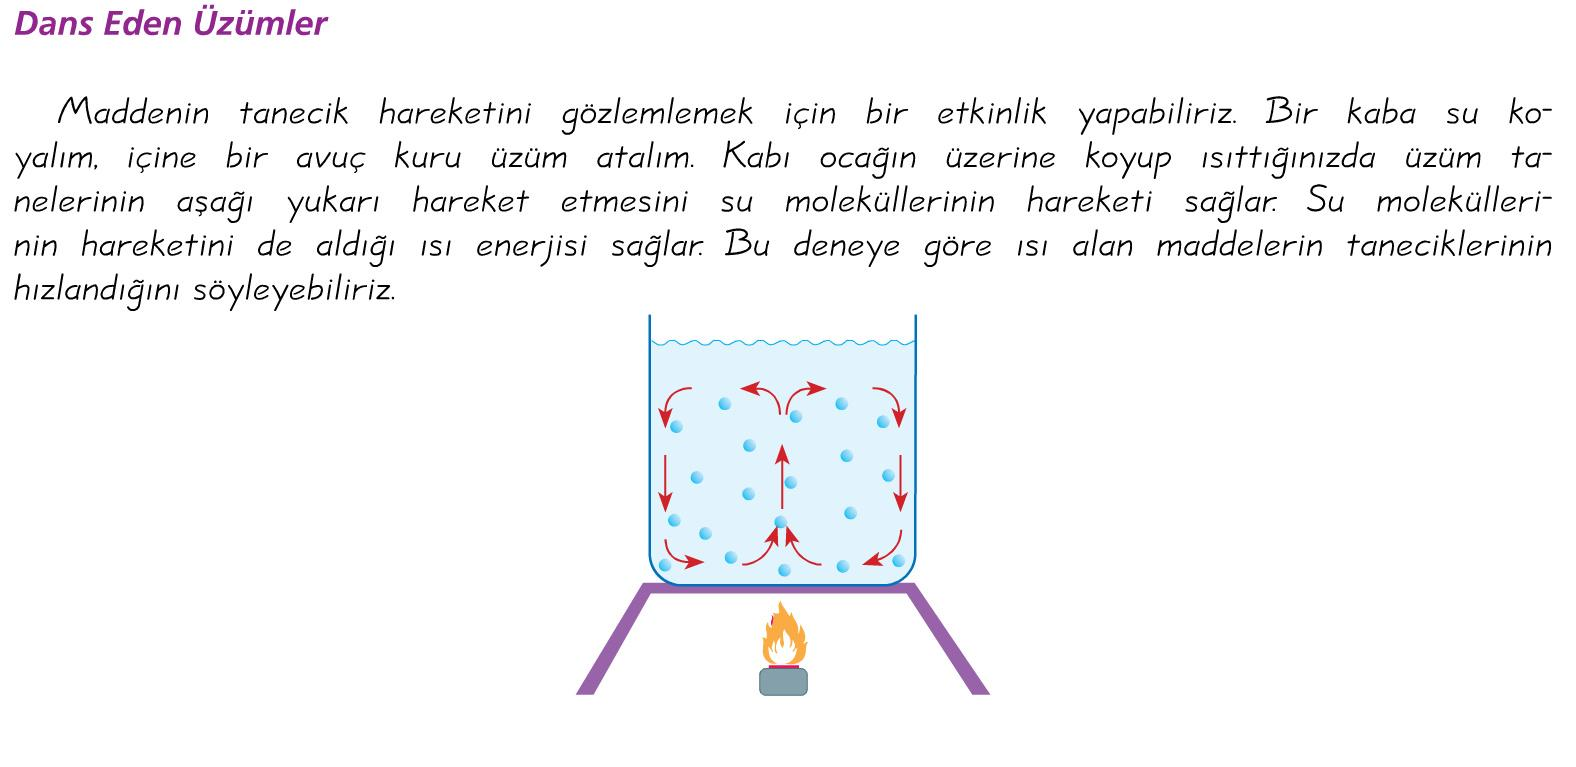 Dans Eden Üzümler
Maddenin tanecik hareketini gözlemlemek için bir etkinlik yapabiliriz. Bir kaba su ko-
yalım, içine bir avuç kuru üzüm atalım. Kabı ocağın üzerine koyup ısıttığınızda üzüm ta-
nelerinin aşağı yukarı hareket etmesini su moleküllerinin hareketi sağlar. Su molekülleri-
nin hareketini de aldığı ısı enerjisi sağlar. Bu deneye göre ısı alan maddelerin taneciklerinin
hızlandığını söyleyebiliriz.